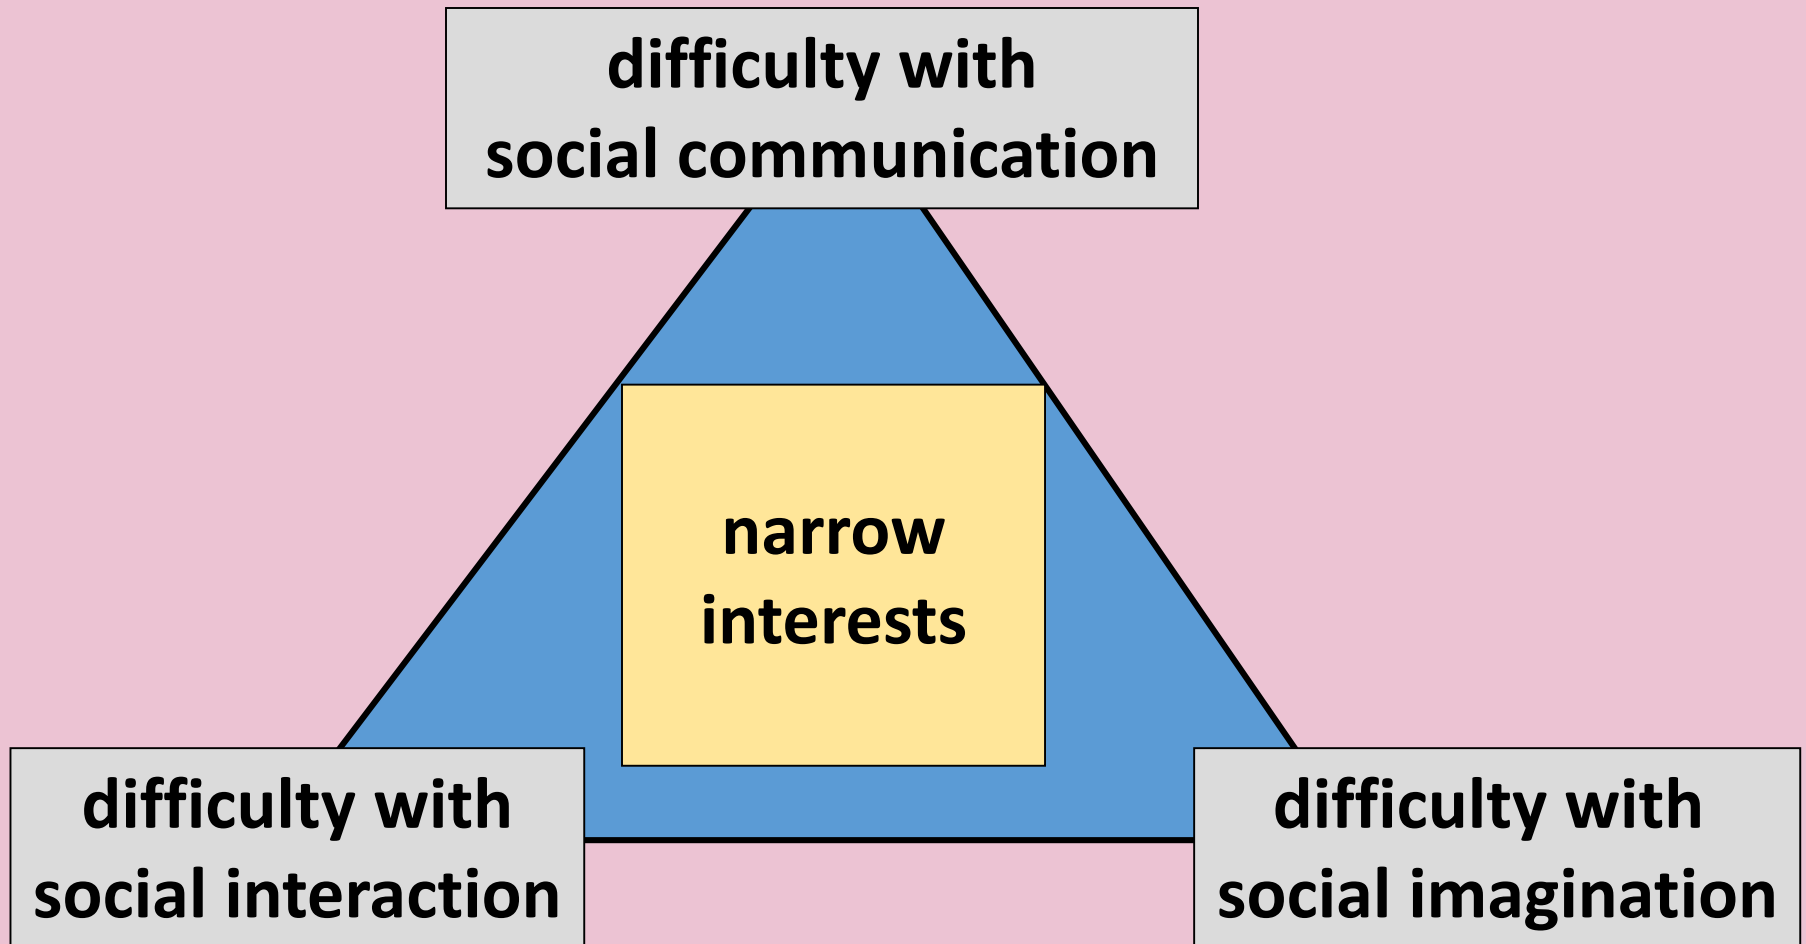 difficulty with
social communication
narrow
interests
difficulty with
social interaction
difficulty with
social imagination